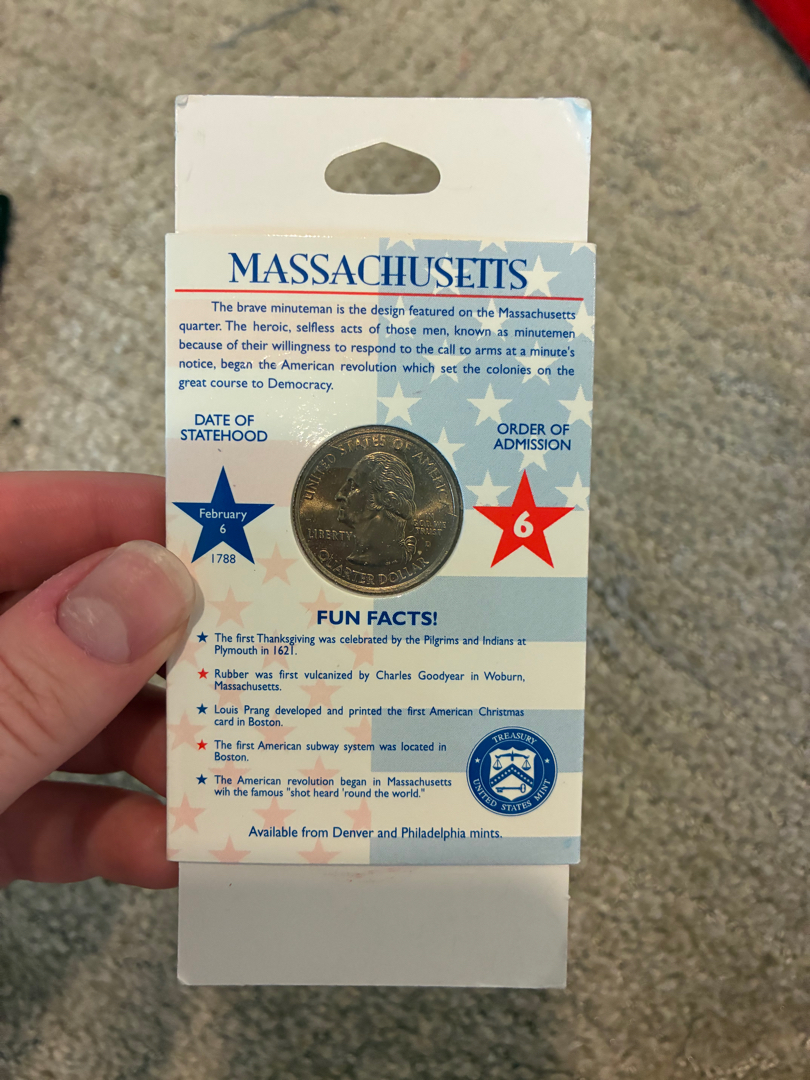 MASSACHUSETTS
The brave minuteman is the design featured on the Massachusetts
quarter. The heroic, selfless acts of those men, known as minutemen
because of their willingness to respond to the call to arms at a minute's
notice, began the American revolution which set the colonies on the
great course to Democracy.
DATE OF
STATEHOOD
February
6
1788
ORDER OF
ADMISSION
6
UNITED STATES OF AMERICA
LIBERTY
IN GOD WE
TRUST
D
QUARTER DOLLAR
FUN FACTS!
The first Thanksgiving was celebrated by the Pilgrims and Indians at
Plymouth in 1621.
Rubber was first vulcanized by Charles Goodyear in Woburn,
Massachusetts.
Louis Prang developed and printed the first American Christmas
card in Boston.
The first American subway system was located in
Boston.
The American revolution began in Massachusetts
wih the famous "shot heard 'round the world."
TREASURY
UNITED STATES MINT
Available from Denver and Philadelphia mints.